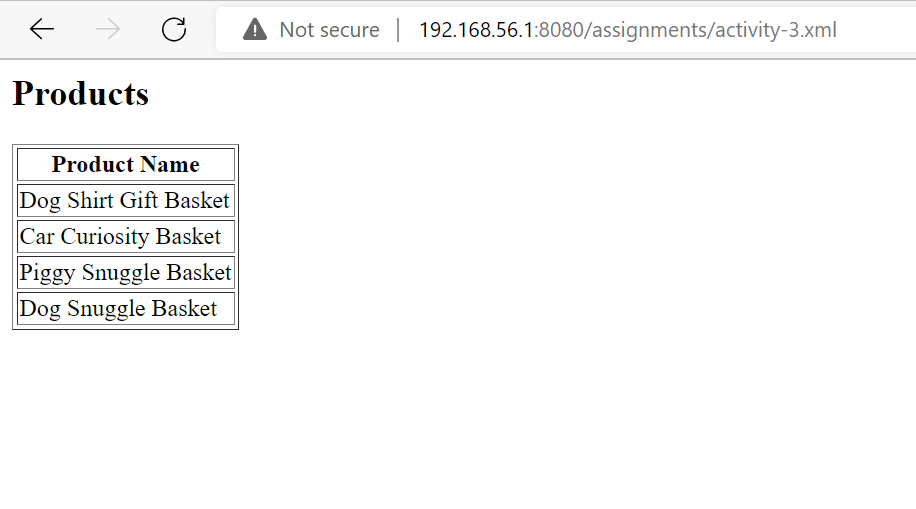 Not secure | 192.168.56.1:8080/assignments/activity-3.xml
Products
Product Name
Dog Shirt Gift Basket
Car Curiosity Basket
Piggy Snuggle Basket
Dog Snuggle Basket